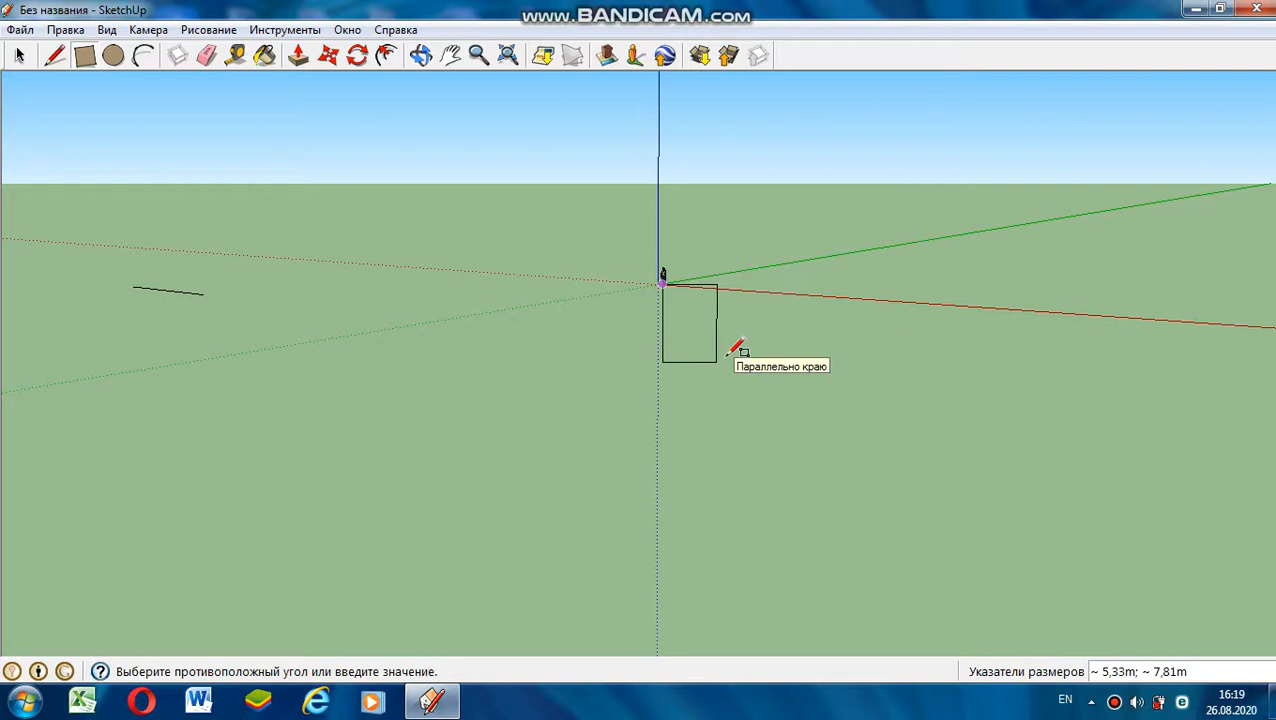 Без названия - SketchUp
www.BANDICAM.com
Файл Правка Вид Камера Рисование Инструменты Окно Справка
Параллельно краю
Выберите противоположный угол или введите значение.
Указатели размеров ~ 5,33m; ~ 7,81m
EN
16:19
26.08.2020